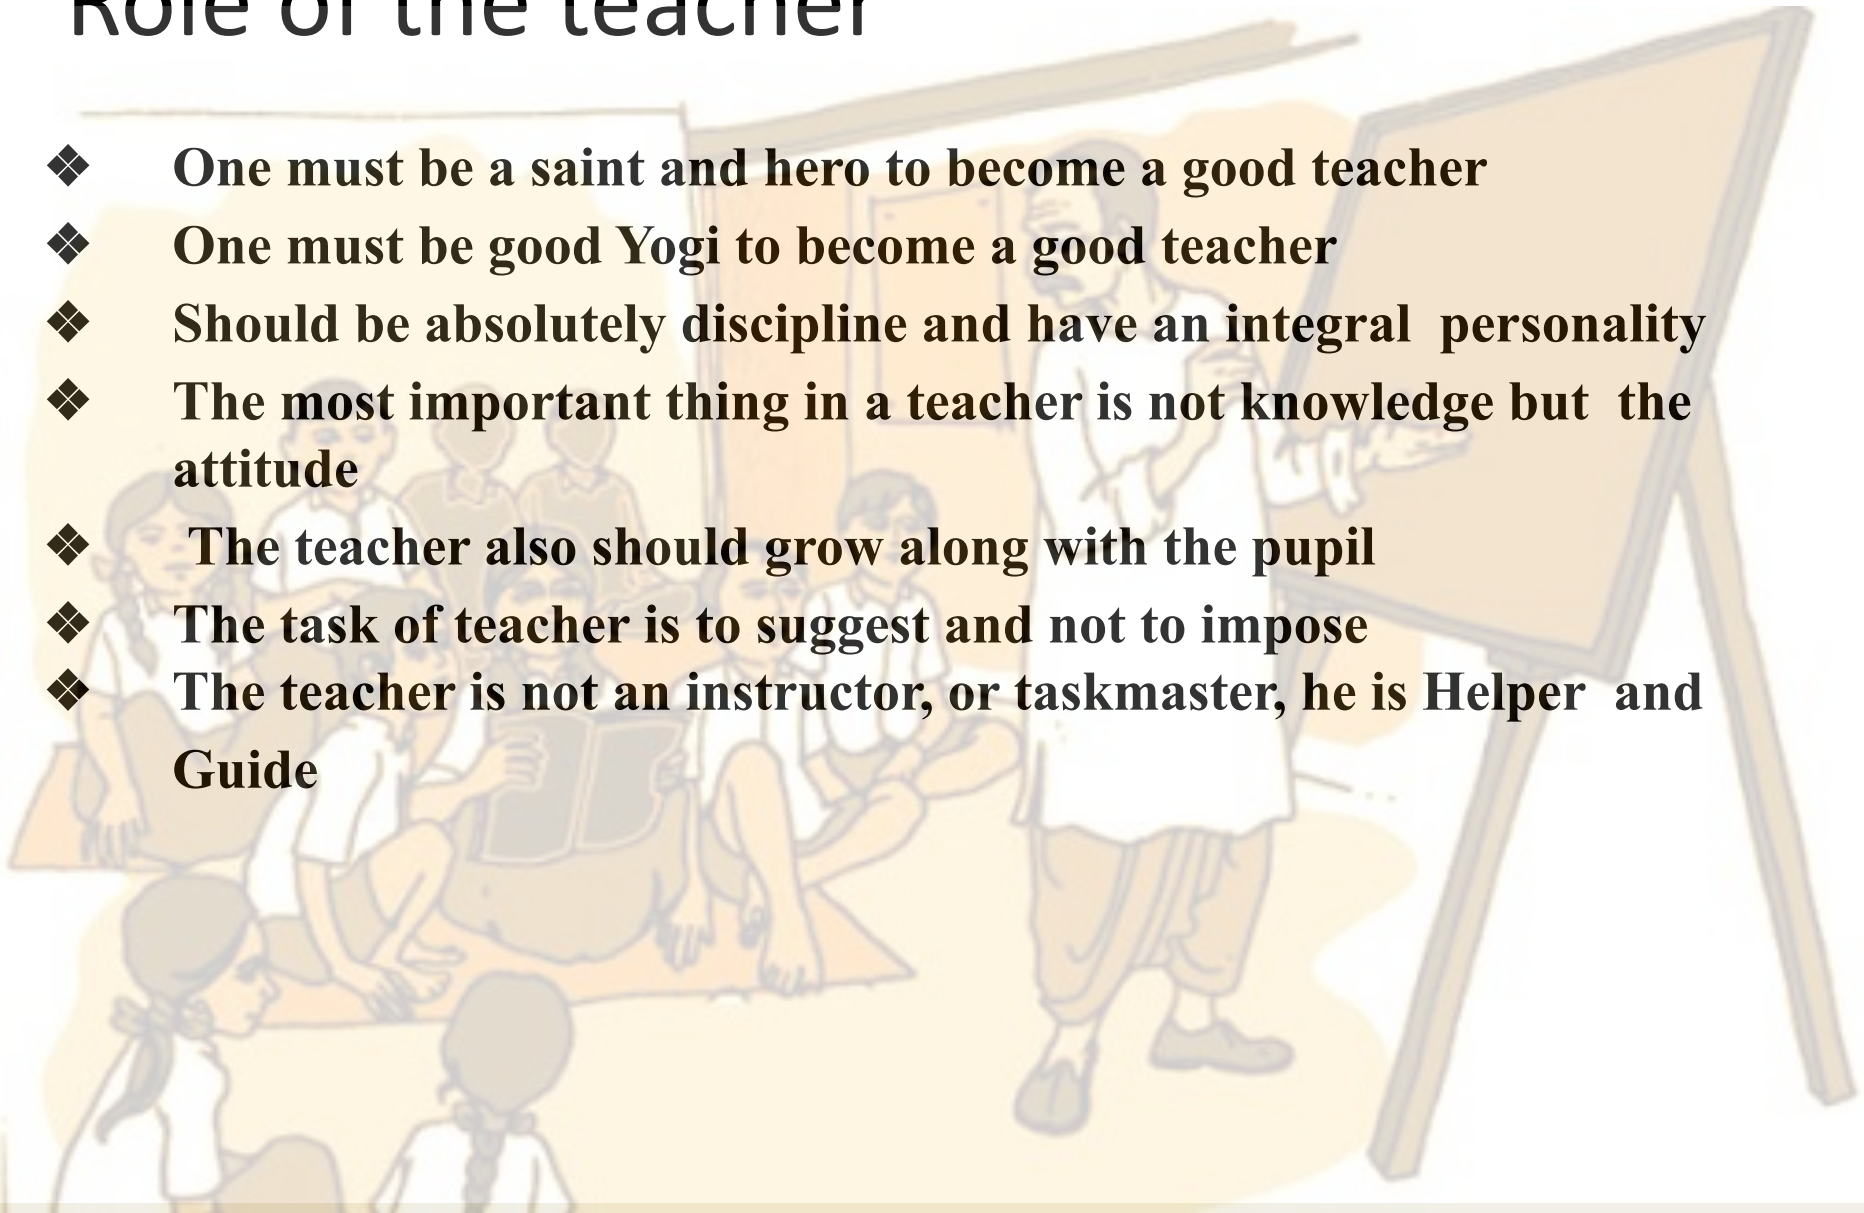 Role of the teacher
❖ One must be a saint and hero to become a good teacher
❖ One must be good Yogi to become a good teacher
❖ Should be absolutely discipline and have an integral personality
❖ The most important thing in a teacher is not knowledge but the
attitude
❖ The teacher also should grow along with the pupil
❖ The task of teacher is to suggest and not to impose
❖ The teacher is not an instructor, or taskmaster, he is Helper and
Guide